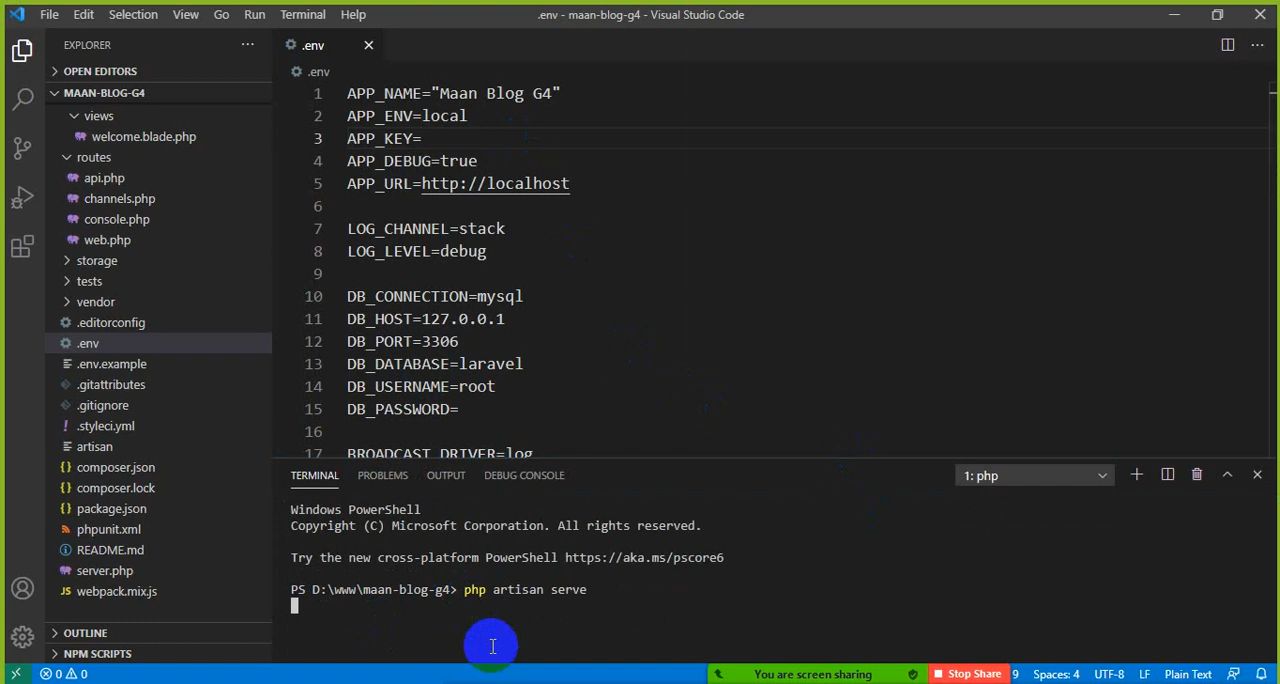 File Edit Selection View Go Run Terminal Help .env - maan-blog-g4 - Visual Studio Code
EXPLORER
OPEN EDITORS
MAAN-BLOG-G4
views
welcome.blade.php
routes
api.php
channels.php
console.php
web.php
storage
tests
vendor
.editorconfig
.env
.env.example
.gitattributes
.gitignore
.styleci.yml
artisan
composer.json
composer.lock
package.json
phpunit.xml
README.md
server.php
webpack.mix.js
OUTLINE
NPM SCRIPTS
.env
.env
1 APP_NAME="Maan Blog G4"
2 APP_ENV=local
3 APP_KEY=
4 APP_DEBUG=true
5 APP_URL=http://localhost
6
7 LOG_CHANNEL=stack
8 LOG_LEVEL=debug
9
10 DB_CONNECTION=mysql
11 DB_HOST=127.0.0.1
12 DB_PORT=3306
13 DB_DATABASE=laravel
14 DB_USERNAME=root
15 DB_PASSWORD=
16
17 BROADCAST_DRIVER=log
TERMINAL PROBLEMS OUTPUT DEBUG CONSOLE 1: php
Windows PowerShell
Copyright (C) Microsoft Corporation. All rights reserved.
Try the new cross-platform PowerShell https://aka.ms/pscore6
PS D:\www\maan-blog-g4> php artisan serve
0 0 You are screen sharing Stop Share 9 Spaces: 4 UTF-8 LF Plain Text